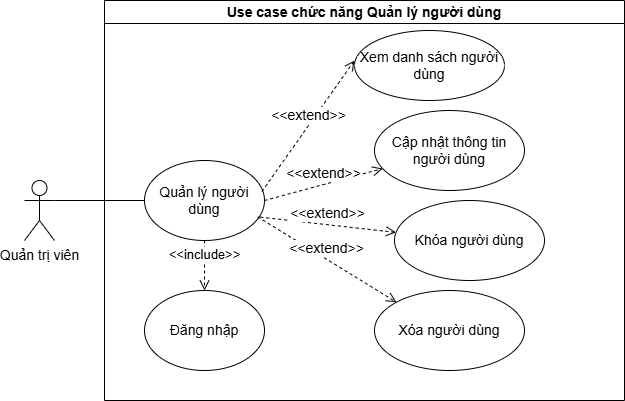 Use case chức năng Quản lý người dùng
Xem danh sách người
dùng
<<extend>>
Cập nhật thông tin
người dùng
<<extend>>
Quản lý người
dùng
<<extend>>
Khóa người dùng
<<extend>>
Quản trị viên
<<include>>
Đăng nhập
Xóa người dùng